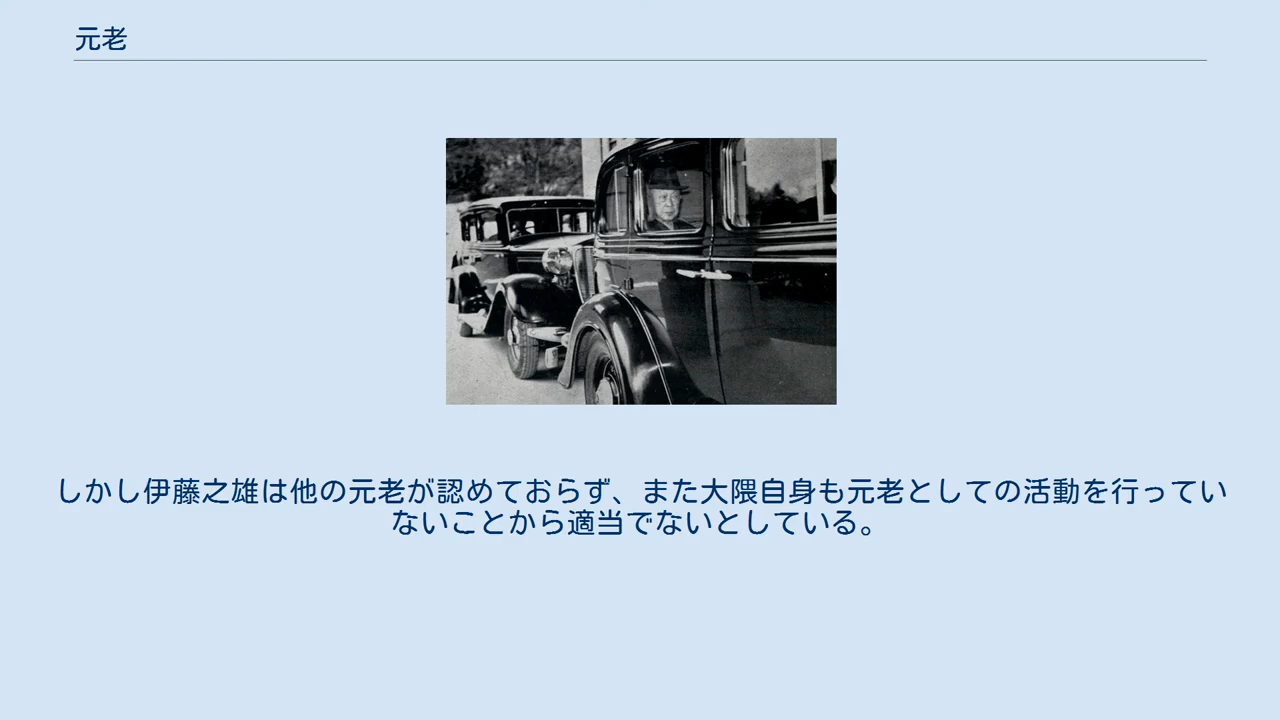 元老
しかし伊藤之雄は他の元老が認めておらず、また大隈自身も元老としての活動を行ってい
ないことから適当でないとしている。